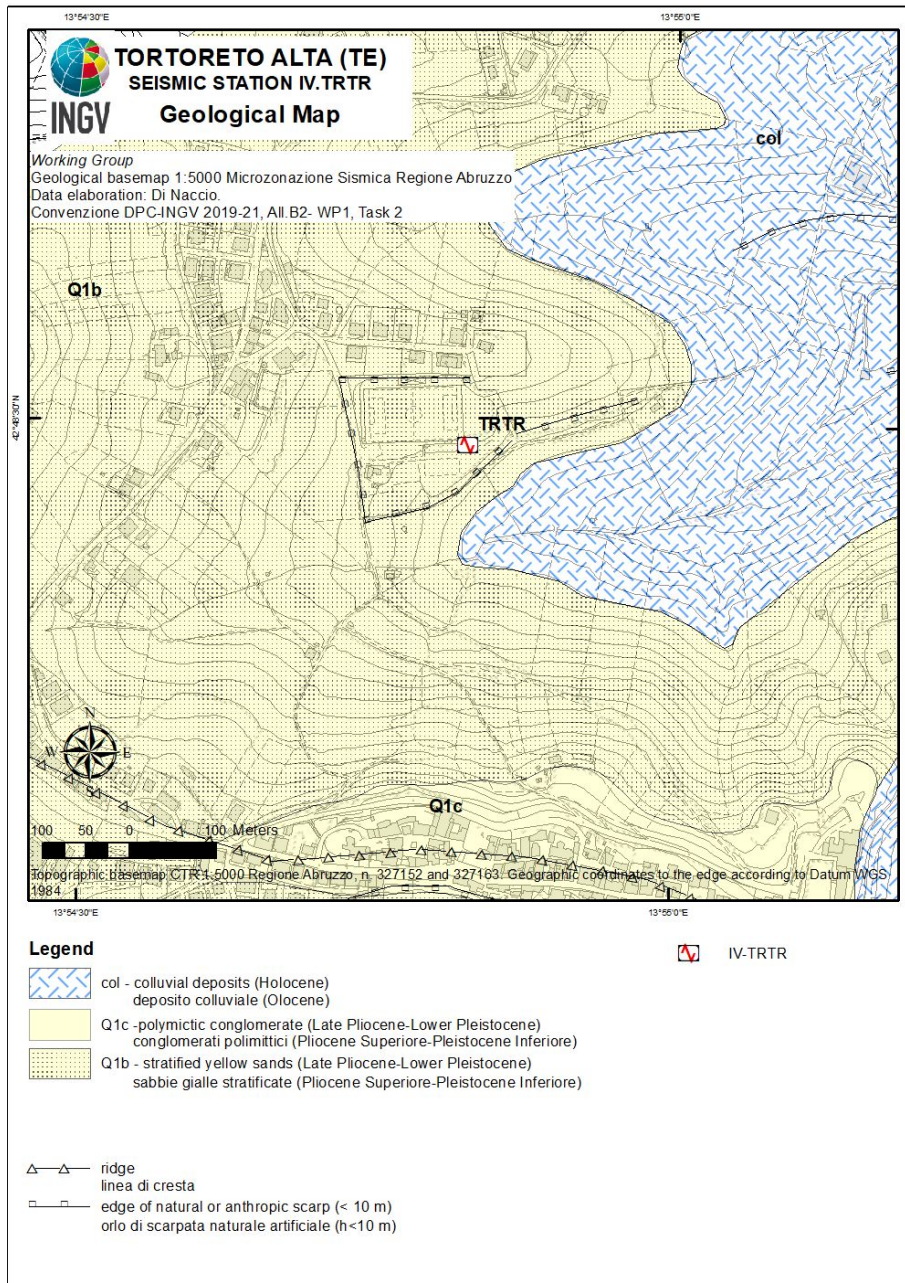 13°54'30"E
13°55'0"E
INGV
TORTORETO ALTA (TE)
SEISMIC STATION IV.TRTR
Geological Map
Working Group
Geological basemap 1:5000 Microzonazione Sismica Regione Abruzzo
Data elaboration: Di Naccio.
Convenzione DPC-INGV 2019-21, All.B2- WP1, Task 2
col
Q1b
42°48'30"N
TRTR
N
W E
S
Q1c
100 50 0 100 Meters
Topographic basemap CTR 1:5000 Regione Abruzzo, n. 327152 and 327163. Geographic coordinates to the edge according to Datum WGS
1984
13°54'30"E
13°55'0"E
Legend
IV-TRTR
col - colluvial deposits (Holocene)
deposito colluviale (Olocene)
Q1c -polymictic conglomerate (Late Pliocene-Lower Pleistocene)
conglomerati polimittici (Pliocene Superiore-Pleistocene Inferiore)
Q1b - stratified yellow sands (Late Pliocene-Lower Pleistocene)
sabbie gialle stratificate (Pliocene Superiore-Pleistocene Inferiore)
ridge
linea di cresta
edge of natural or anthropic scarp (< 10 m)
orlo di scarpata naturale artificiale (h<10 m)